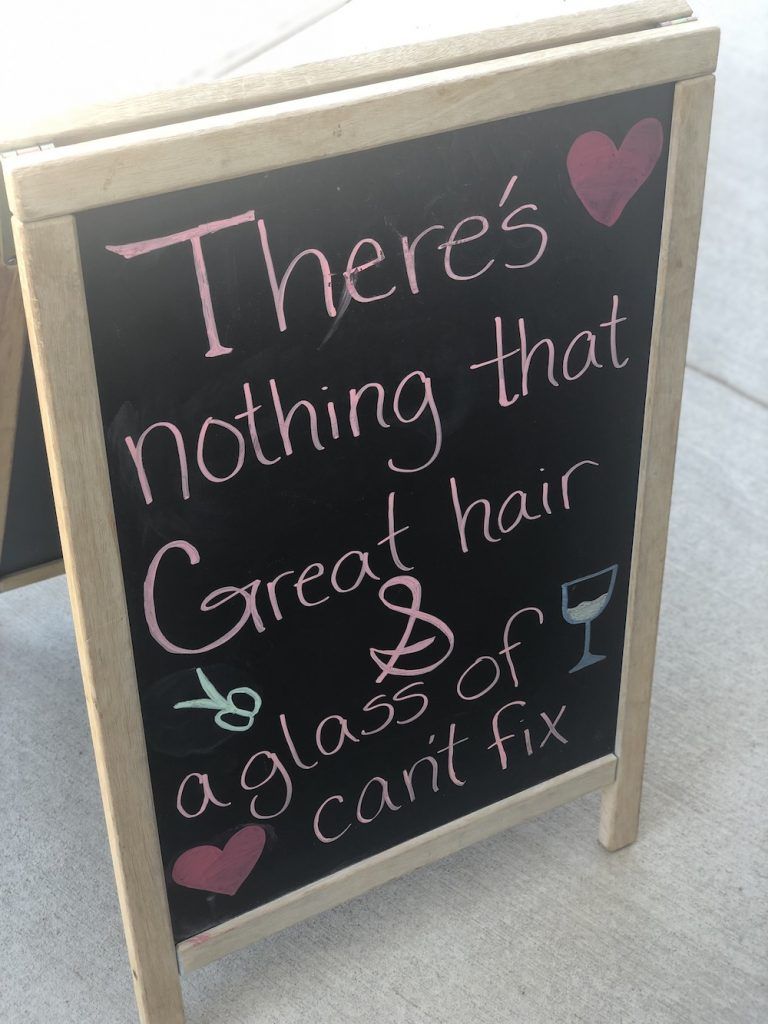 There's
nothing that
Great hair
&
a glass of
can't fix